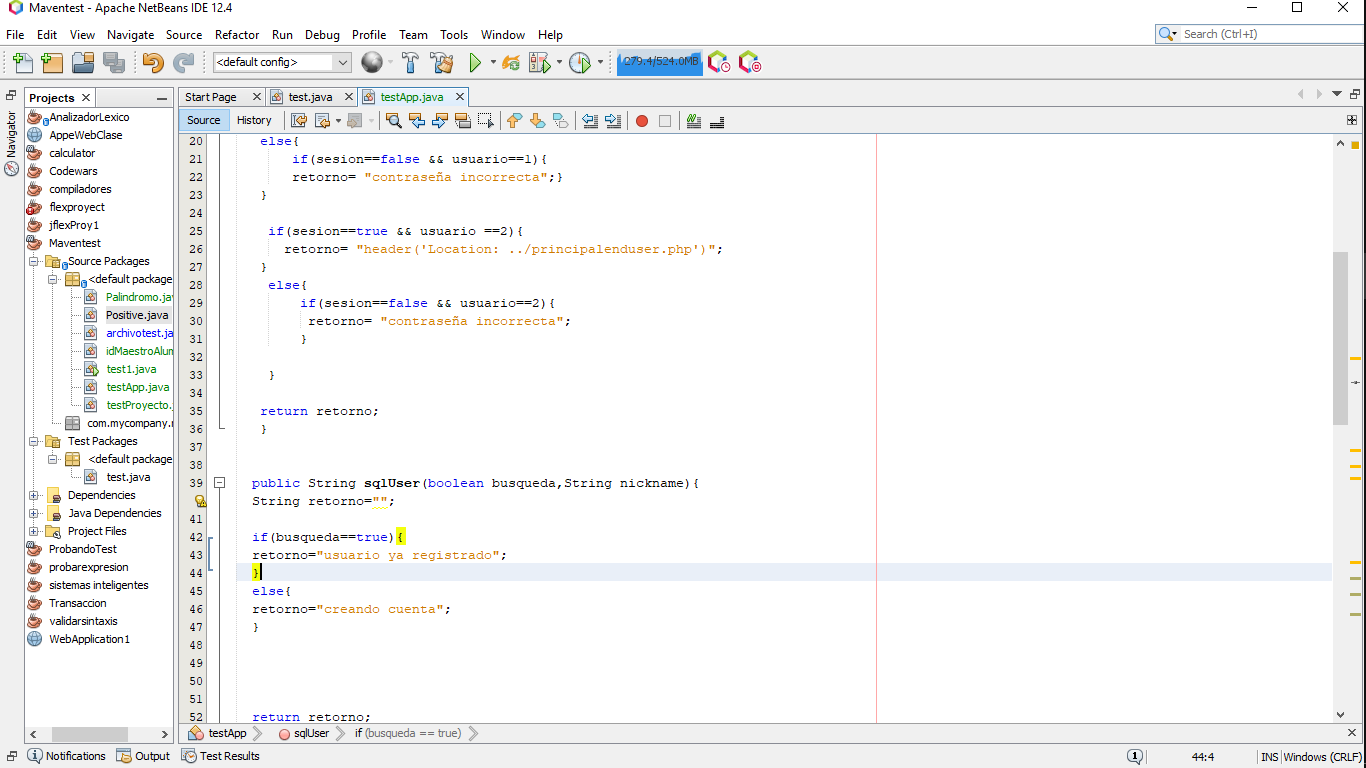 Maventest - Apache NetBeans IDE 12.4
File Edit View Navigate Source Refactor Run Debug Profile Team Tools Window Help
Search (Ctrl+I)
<default config>
279.4/524.0MB
Projects
Start Page test.java testApp.java
Navigator
Source History
AnalizadorLexico
AppeWebClase
calculator
Codewars
compiladores
flexproyect
jflexProy1
Maventest
Source Packages
<default package
Palindromo.jav
Positive.java
archivotest.ja
idMaestroAlum
test1.java
testApp.java
testProyecto.
com.mycompany.
Test Packages
<default package
test.java
Dependencies
Java Dependencies
Project Files
ProbandoTest
probarexpresion
sistemas inteligentes
Transaccion
validarsintaxis
WebApplication1
20 else{
21 if(sesion==false && usuario==1){
22 retorno= "contraseña incorrecta";}
23 }
24
25 if(sesion==true && usuario ==2){
26 retorno= "header('Location: ../principalenduser.php')";
27 }
28 else{
29 if(sesion==false && usuario==2){
30 retorno= "contraseña incorrecta";
31 }
32
33 }
34
35 return retorno;
36 }
37
38
39 public String sqlUser(boolean busqueda,String nickname){
String retorno="";
41
42 if(busqueda==true){
43 retorno="usuario ya registrado";
44 }
45 else{
46 retorno="creando cuenta";
47 }
48
49
50
51
52 return retorno;
testApp sqlUser if (busqueda == true)
Notifications Output Test Results
1 44:4 INS Windows (CRLF)